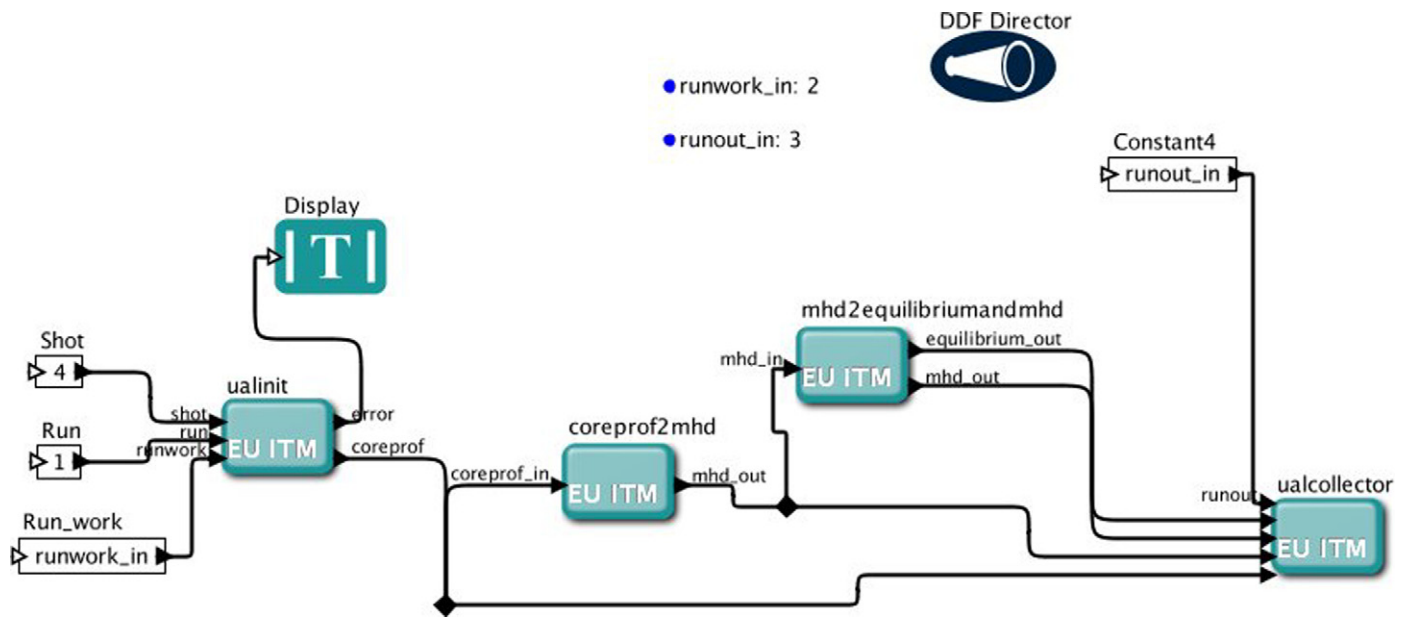 DDF Director
runwork_in: 2
runout_in: 3
Constant4
runout_in
Display
T
Shot
4
Run
1
Run_work
runwork_in
ualinit
shot
run
runwork
EU ITM
error
coreprof
coreprof2mhd
coreprof_in
EU ITM
mhd_out
mhd2equilibriumandmhd
mhd_in
EU ITM
equilibrium_out
mhd_out
ualcollector
runout
EU ITM